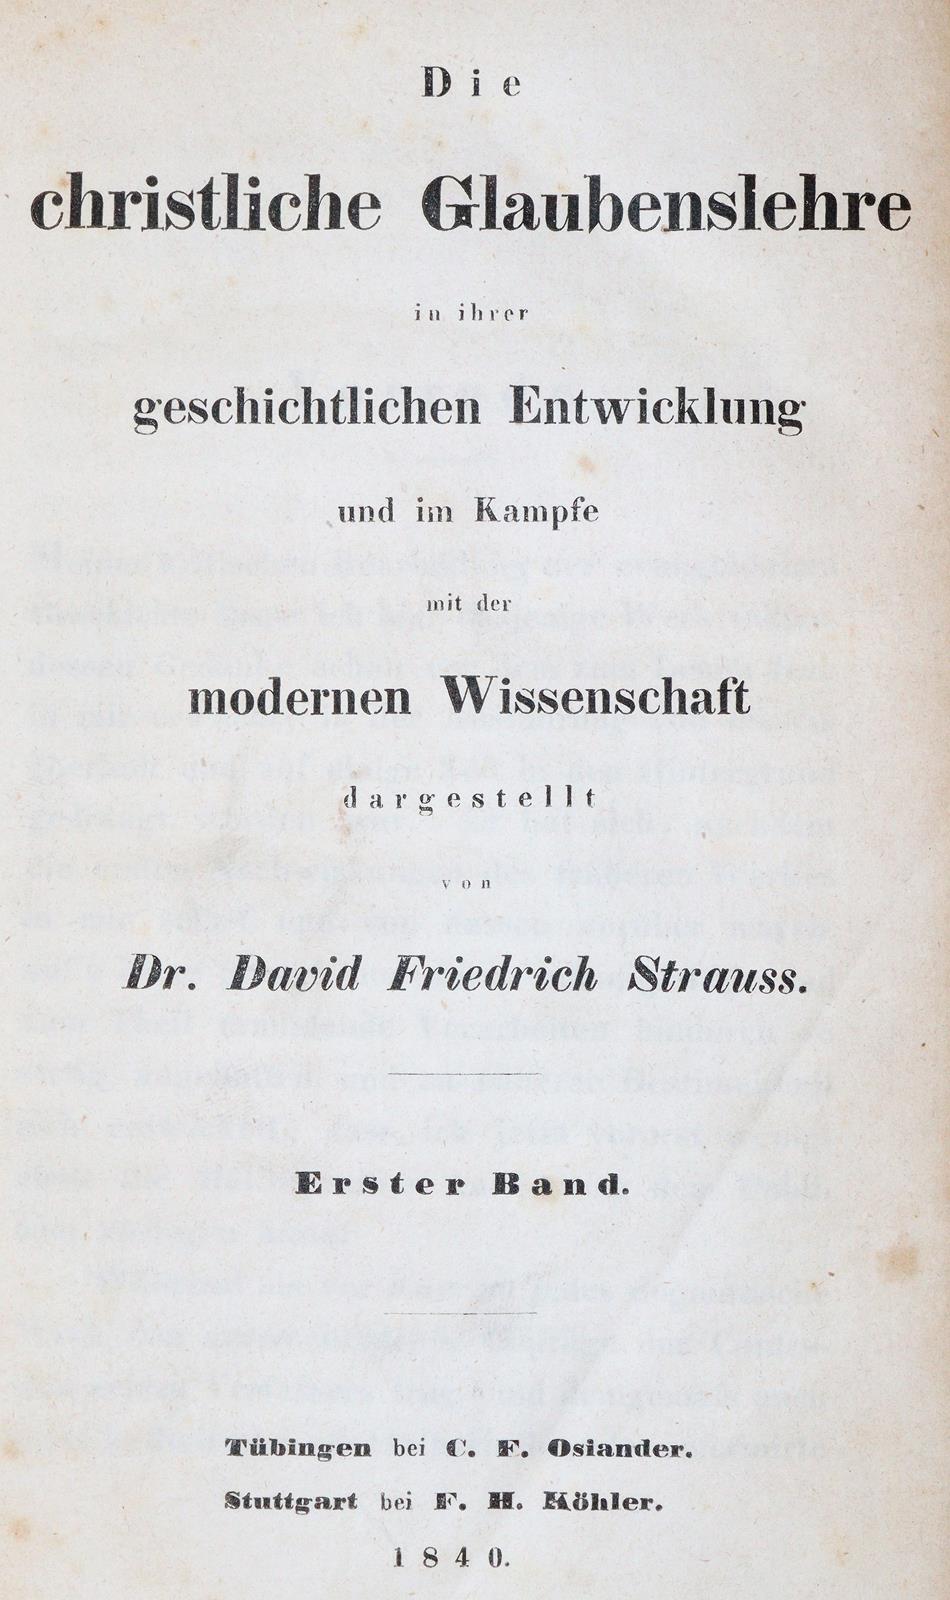 Die
christliche Glaubenslehre
in ihrer
geschichtlichen Entwicklung
und im Kampfe
mit der
modernen Wissenschaft
dargestellt
von
Dr. David Friedrich Strauss.
Erster Band.
Tübingen bei C. F. Osiander.
Stuttgart bei F. H. Köhler.
1840.